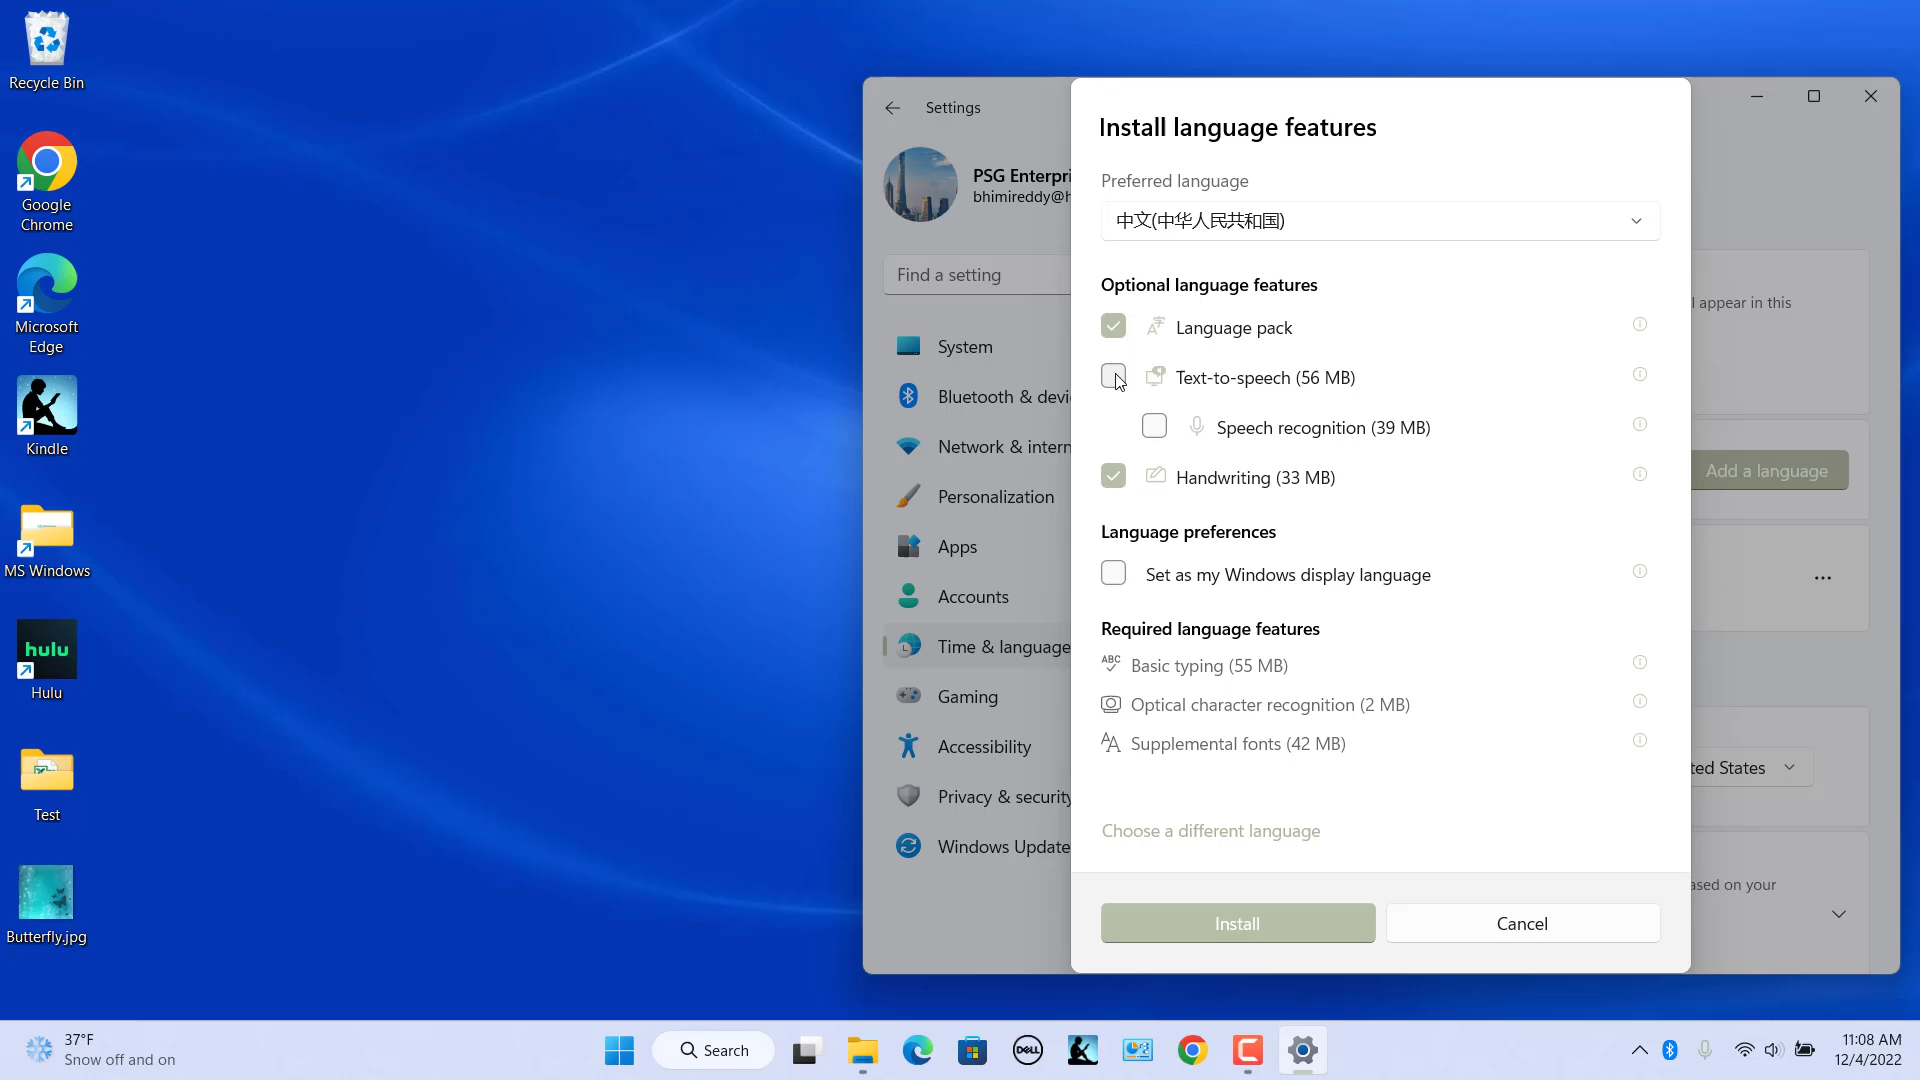 Recycle Bin
Google
Chrome
Microsoft
Edge
Kindle
MS Windows
hulu
Hulu
Test
Butterfly.jpg
Settings
PSG Enterpri
bhimireddy@h
Find a setting
System
Bluetooth & devi
Network & intern
Personalization
Apps
Accounts
Time & language
Gaming
Accessibility
Privacy & security
Windows Update
Install language features
Preferred language
中文(中华人民共和国)
Optional language features
Language pack
Text-to-speech (56 MB)
Speech recognition (39 MB)
Handwriting (33 MB)
Language preferences
Set as my Windows display language
Required language features
ABC
Basic typing (55 MB)
Optical character recognition (2 MB)
Supplemental fonts (42 MB)
Choose a different language
Install
Cancel
l appear in this
Add a language
ted States
ased on your
37°F
Snow off and on
Search
DELL
11:08 AM
12/4/2022